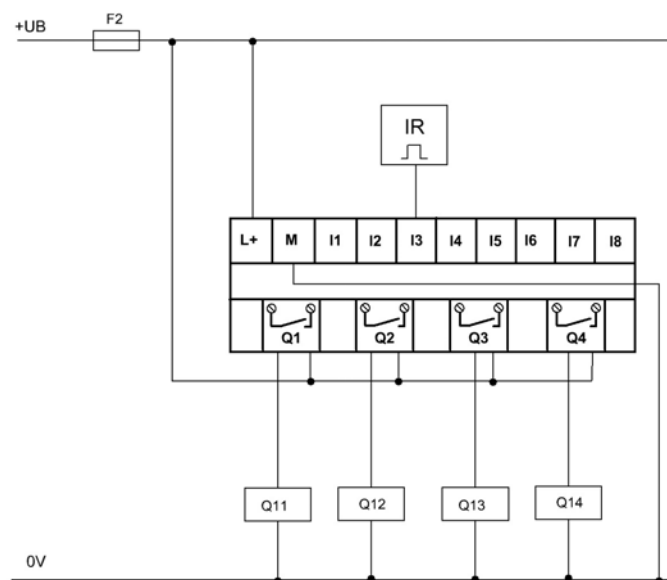 F2
+UB
IR
L+ M I1 I2 I3 I4 I5 I6 I7 I8
Q1 Q2 Q3 Q4
Q11 Q12 Q13 Q14
0V